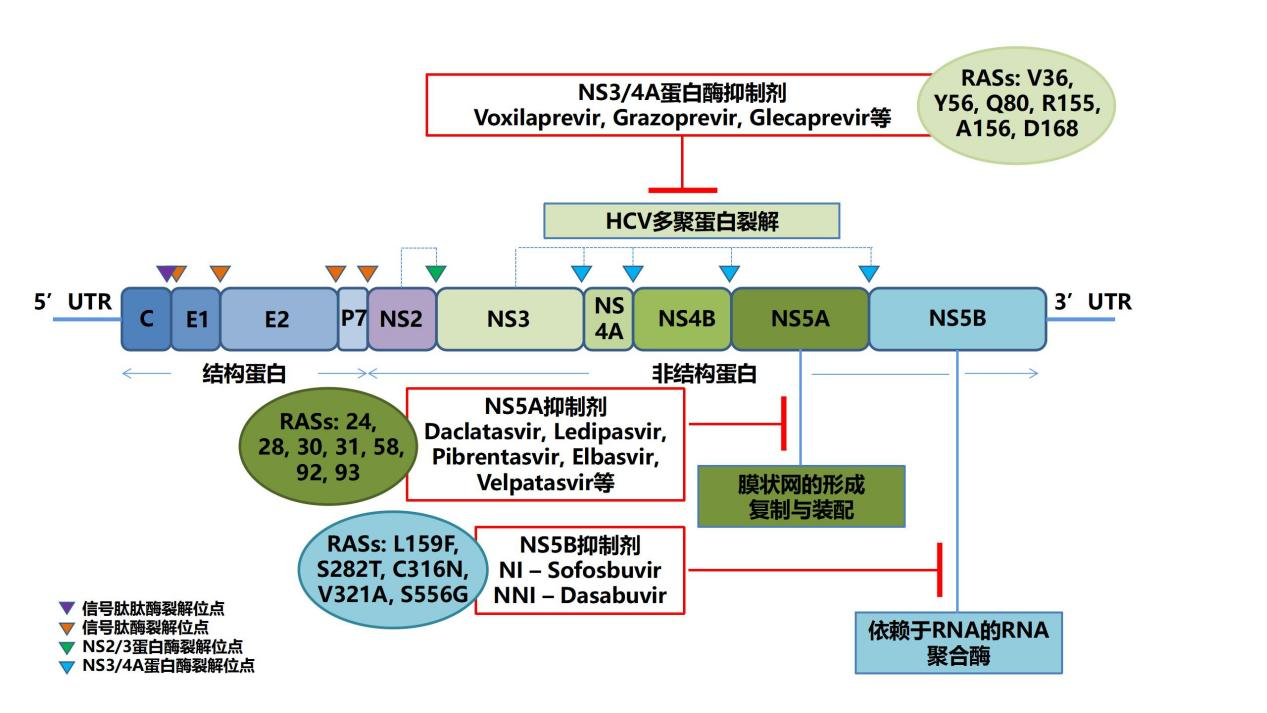 NS3/4A蛋白酶抑制剂
Voxilaprevir, Grazoprevir, Glecaprevir等
RASs: V36,
Y56, Q80, R155,
A156, D168
HCV多聚蛋白裂解
5’ UTR
C
E1
E2
P7
NS2
NS3
NS
4A
NS4B
NS5A
NS5B
3’ UTR
结构蛋白
非结构蛋白
RASs: 24,
28, 30, 31, 58,
92, 93
NS5A抑制剂
Daclatasvir, Ledipasvir,
Pibrentasvir, Elbasvir,
Velpatasvir等
膜状网的形成
复制与装配
RASs: L159F,
S282T, C316N,
V321A, S556G
NS5B抑制剂
NI – Sofosbuvir
NNI – Dasabuvir
依赖于RNA的RNA
聚合酶
信号肽肽酶裂解位点
信号肽酶裂解位点
NS2/3蛋白酶裂解位点
NS3/4A蛋白酶裂解位点